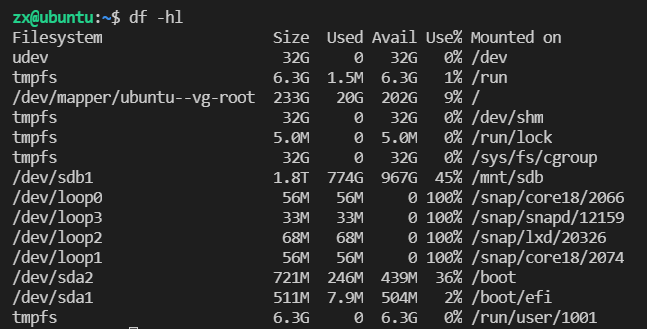 zx@ubuntu:~$ df -hl
Filesystem                   Size  Used Avail Use% Mounted on
udev                          32G     0   32G   0% /dev
tmpfs                        6.3G  1.5M  6.3G   1% /run
/dev/mapper/ubuntu--vg-root  233G   20G  202G   9% /
tmpfs                         32G     0   32G   0% /dev/shm
tmpfs                        5.0M     0  5.0M   0% /run/lock
tmpfs                         32G     0   32G   0% /sys/fs/cgroup
/dev/sdb1                    1.8T  774G  967G  45% /mnt/sdb
/dev/loop0                    56M   56M     0 100% /snap/core18/2066
/dev/loop3                    33M   33M     0 100% /snap/snapd/12159
/dev/loop2                    68M   68M     0 100% /snap/lxd/20326
/dev/loop1                    56M   56M     0 100% /snap/core18/2074
/dev/sda2                    721M  246M  439M  36% /boot
/dev/sda1                    511M  7.9M  504M   2% /boot/efi
tmpfs                        6.3G     0  6.3G   0% /run/user/1001